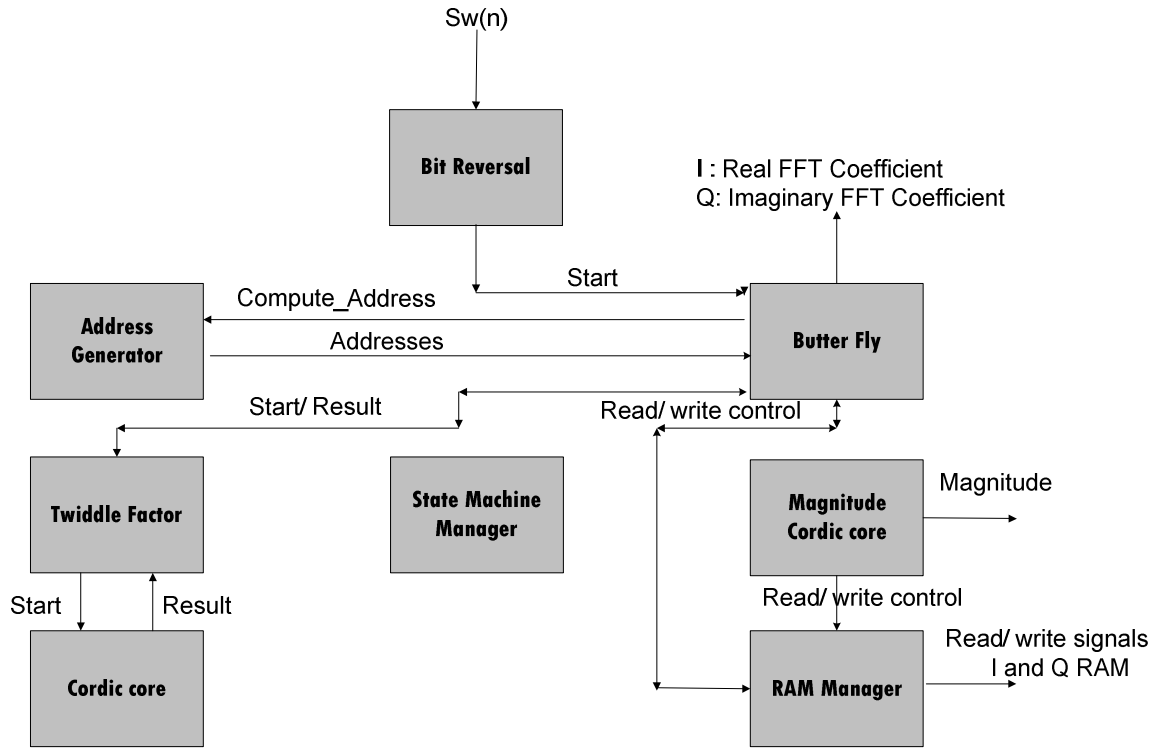 Sw(n)
Bit Reversal
I : Real FFT Coefficient
Q: Imaginary FFT Coefficient
Start
Compute_Address
Address
Generator
Addresses
Butter Fly
Start/ Result
Read/ write control
Twiddle Factor
State Machine
Manager
Magnitude
Cordic core
Magnitude
Start
Result
Read/ write control
Cordic core
RAM Manager
Read/ write signals
I and Q RAM